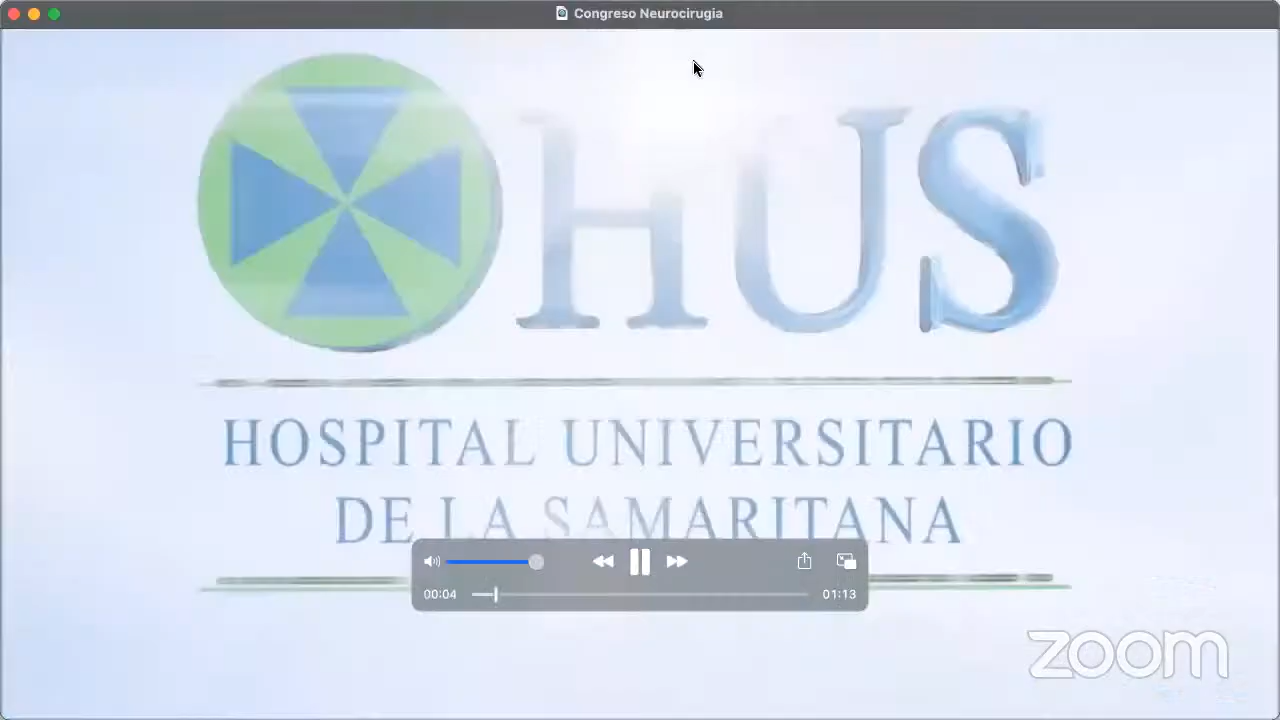 Congreso Neurocirugia
HUS
HOSPITAL UNIVERSITARIO
DE LA SAMARITANA
00:04
01:13
zoom